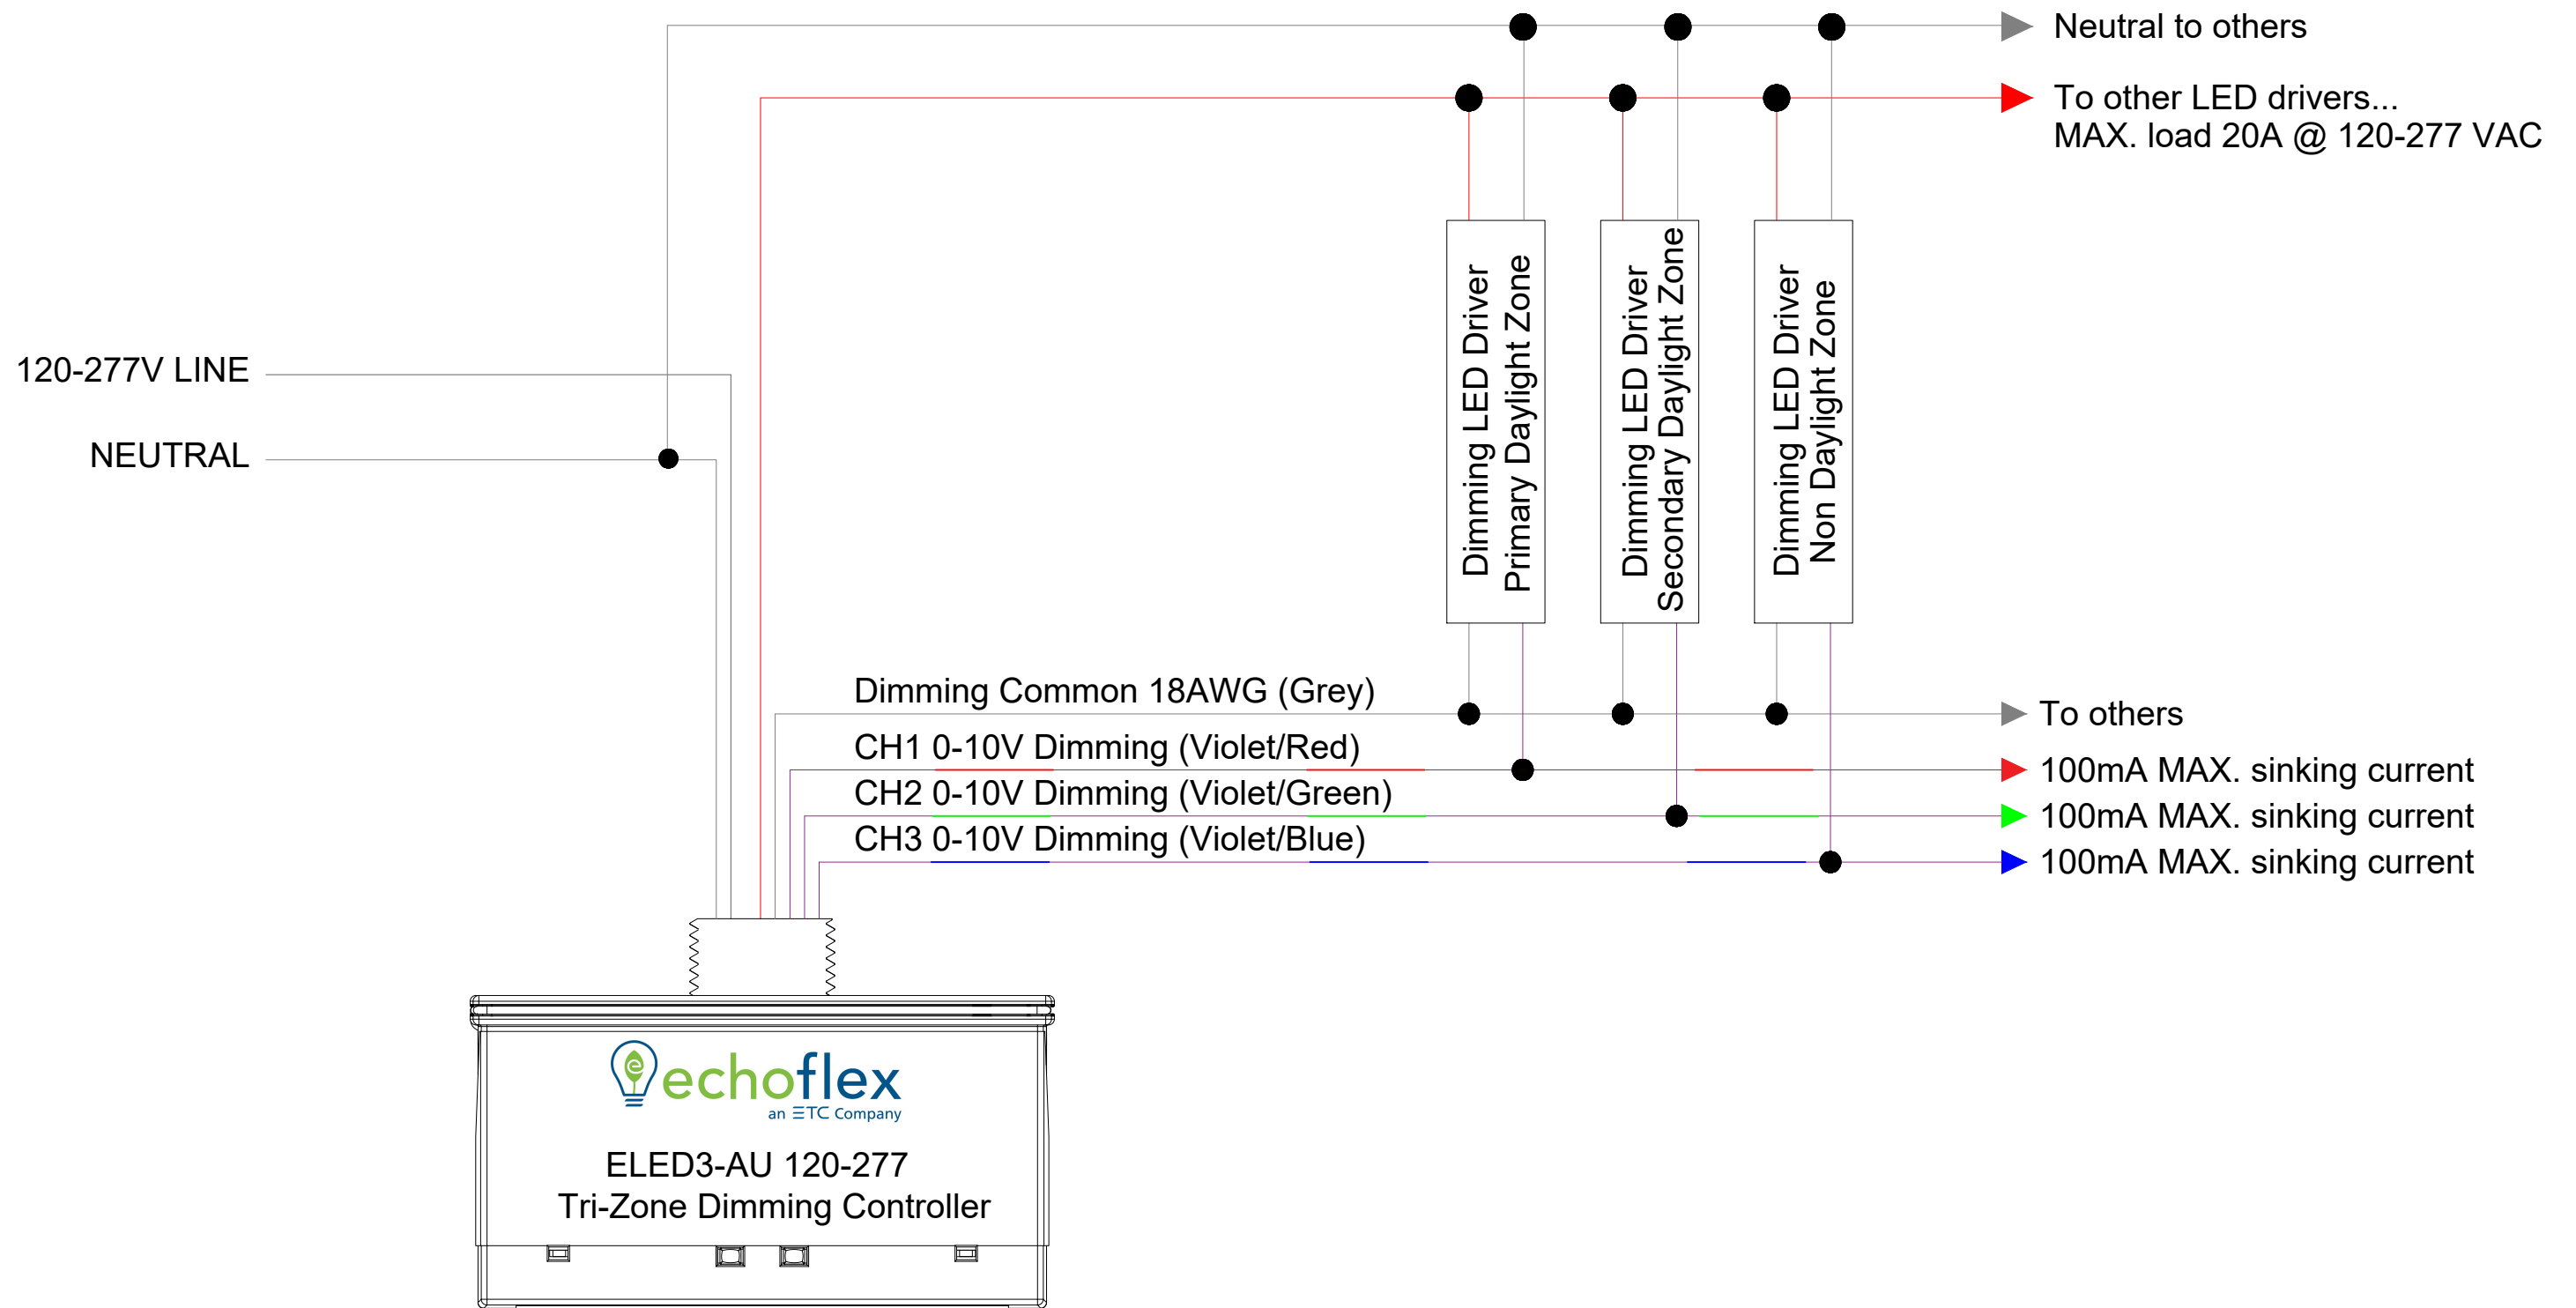 Neutral to others
To other LED drivers...
MAX. load 20A @ 120-277 VAC
120-277V LINE
NEUTRAL
Dimming LED Driver
Primary Daylight Zone
Dimming LED Driver
Secondary Daylight Zone
Dimming LED Driver
Non Daylight Zone
Dimming Common 18AWG (Grey)
To others
CH1 0-10V Dimming (Violet/Red)
100mA MAX. sinking current
CH2 0-10V Dimming (Violet/Green)
100mA MAX. sinking current
CH3 0-10V Dimming (Violet/Blue)
100mA MAX. sinking current
echoflex
an ETC Company
ELED3-AU 120-277
Tri-Zone Dimming Controller